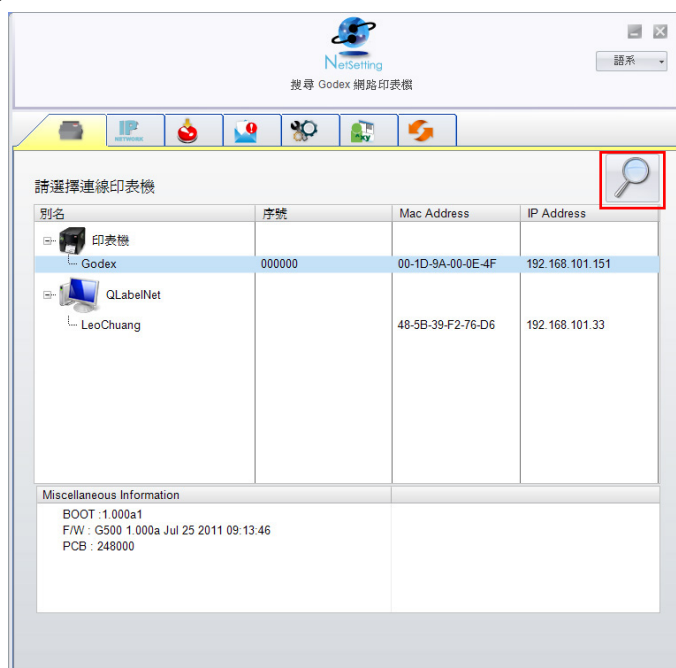 NetSetting
語系
搜尋 Godex 網路印表機
IP
NETWORK
請選擇連線印表機
別名 序號 Mac Address IP Address
印表機
Godex 000000 00-1D-9A-00-0E-4F 192.168.101.151
QLabelNet
LeoChuang 48-5B-39-F2-76-D6 192.168.101.33
Miscellaneous Information
BOOT :1.000a1
F/W : G500 1.000a Jul 25 2011 09:13:46
PCB : 248000